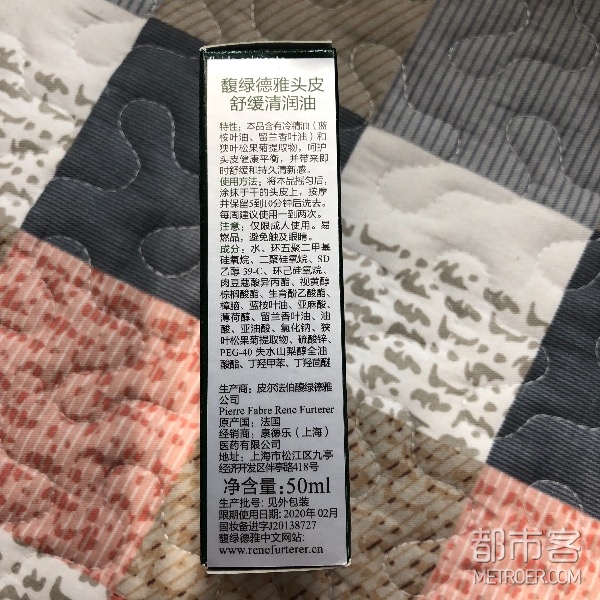 馥绿德雅头皮
舒缓清润油
特性：本品含有冷精油（蓝
桉叶油、留兰香叶油）和
狭叶松果菊提取物，呵护
头皮健康平衡，并带来即
时舒缓和持久清新感。
使用方法：将本品摇匀后，
涂抹于干的头皮上，按摩
并保留5到10分钟后洗去。
每周建议使用一到两次。
注意：仅限成人使用。易
燃品，避免触及眼睛。
成分：水、环五聚二甲基
硅氧烷、二聚硅氧烷、SD
乙醇 39-C、环己硅氧烷、
肉豆蔻酸异丙酯、视黄醇
棕榈酸酯、生育酚乙酸酯、
樟脑、蓝桉叶油、亚麻酸、
薄荷醇、留兰香叶油、油
酸、亚油酸、氯化钠、狭
叶松果菊提取物、硫酸锌、
PEG-40 失水山梨醇全油
酸酯、丁羟甲苯、丁羟茴醚
生产商：皮尔法伯馥绿德雅
公司
Pierre Fabre Rene Furterer
原产国：法国
经销商：康德乐（上海）
医药有限公司
地址：上海市松江区九亭
经济开发区伴亭路418号
净含量:50ml
生产批号: 见外包装
限期使用日期: 2020年02月
国妆备进字J20138727
馥绿德雅中文网站:
www.renefurterer.cn
都市客
METROER.COM